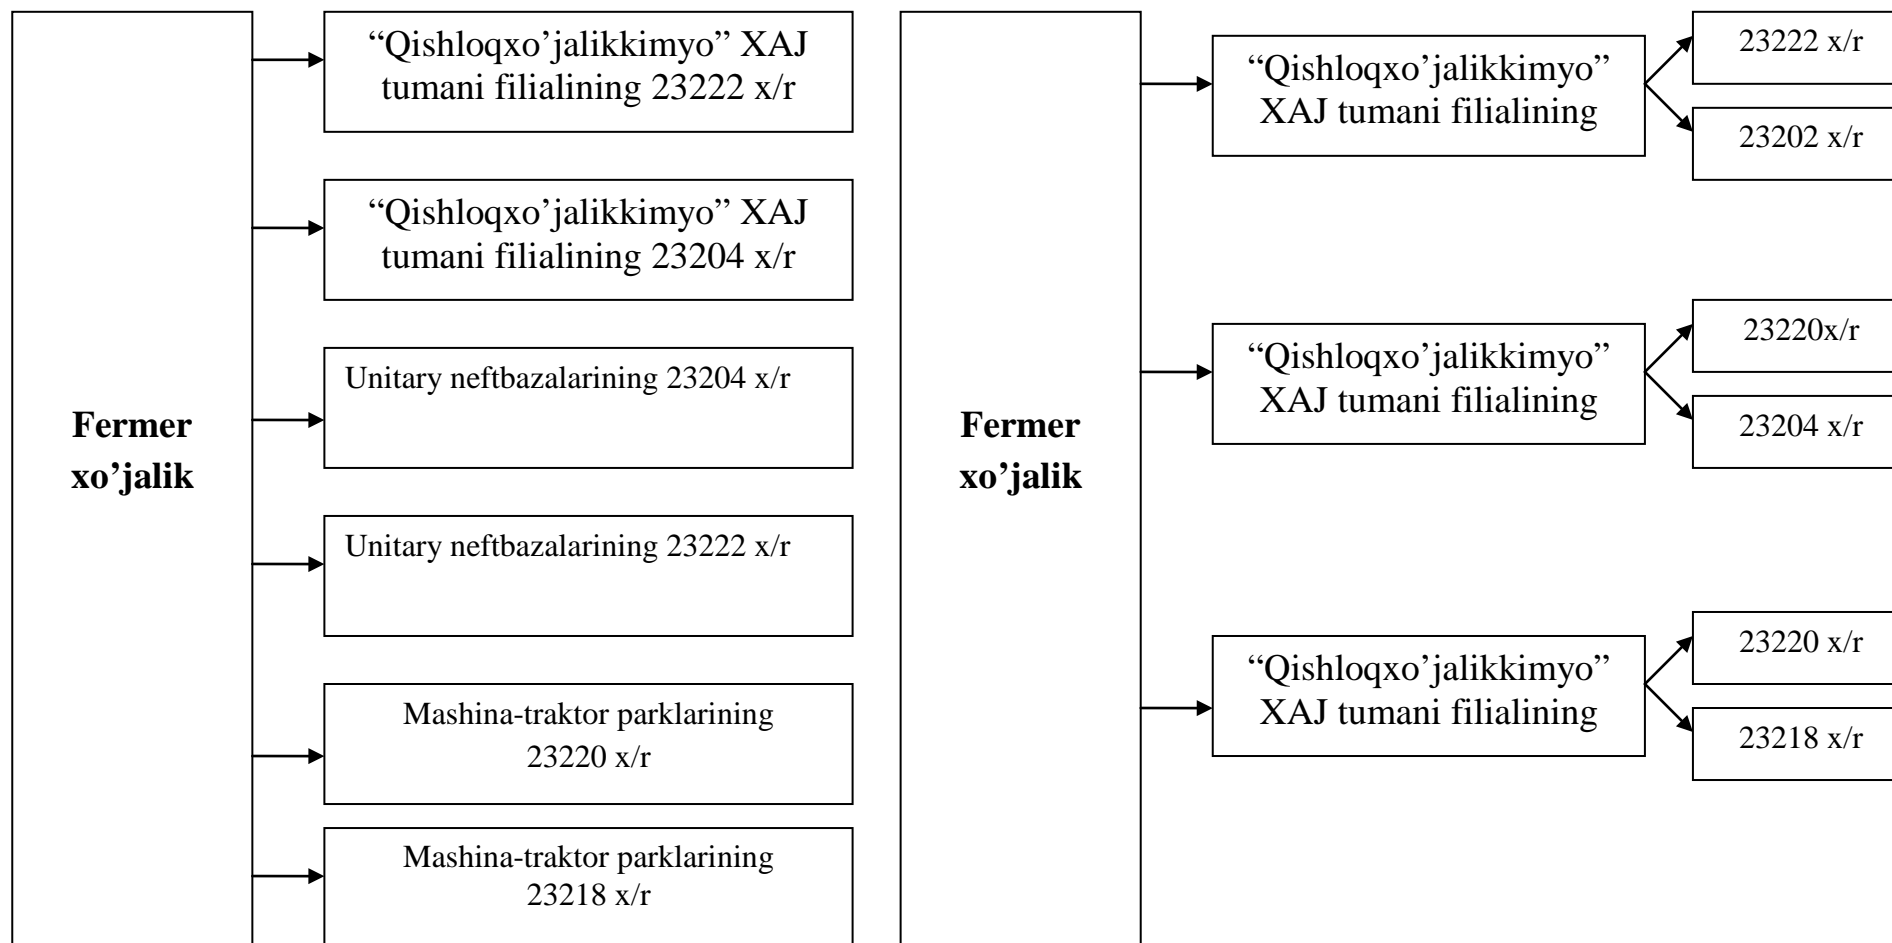 Fermer
xo’jalik
“Qishloqxo’jalikkimyo” XAJ
tumani filialining 23222 x/r
“Qishloqxo’jalikkimyo” XAJ
tumani filialining 23204 x/r
Unitary neftbazalarining 23204 x/r
Unitary neftbazalarining 23222 x/r
Mashina-traktor parklarining
23220 x/r
Mashina-traktor parklarining
23218 x/r
Fermer
xo’jalik
“Qishloqxo’jalikkimyo”
XAJ tumani filialining
23222 x/r
23202 x/r
“Qishloqxo’jalikkimyo”
XAJ tumani filialining
23220x/r
23204 x/r
“Qishloqxo’jalikkimyo”
XAJ tumani filialining
23220 x/r
23218 x/r